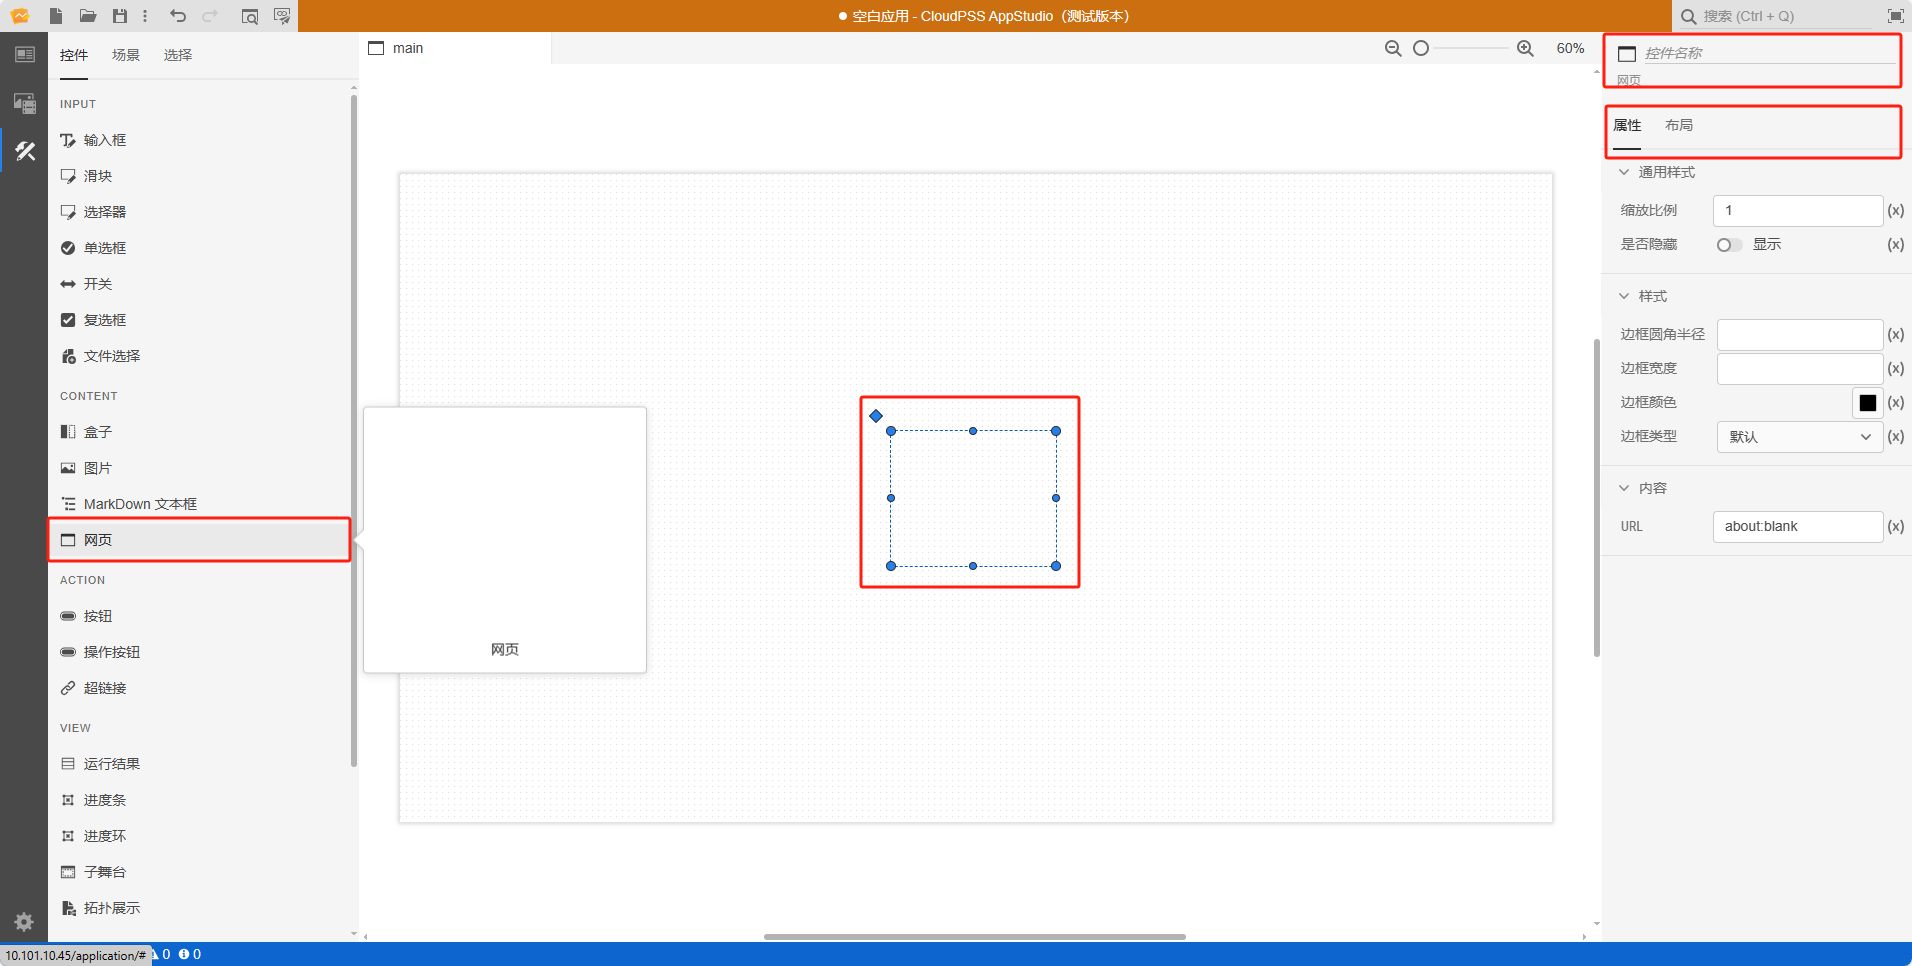 空白应用 - CloudPSS AppStudio（测试版本）
搜索 (Ctrl + Q)
控件
场景
选择
main
60%
INPUT
输入框
滑块
选择器
单选框
开关
复选框
文件选择
CONTENT
盒子
图片
MarkDown 文本框
网页
ACTION
按钮
操作按钮
超链接
VIEW
运行结果
进度条
进度环
子舞台
拓扑展示
网页
控件名称
网页
属性
布局
通用样式
缩放比例
1
(x)
是否隐藏
显示
(x)
样式
边框圆角半径
(x)
边框宽度
(x)
边框颜色
(x)
边框类型
默认
(x)
内容
URL
about:blank
(x)
10.101.10.45/application/#
0
0